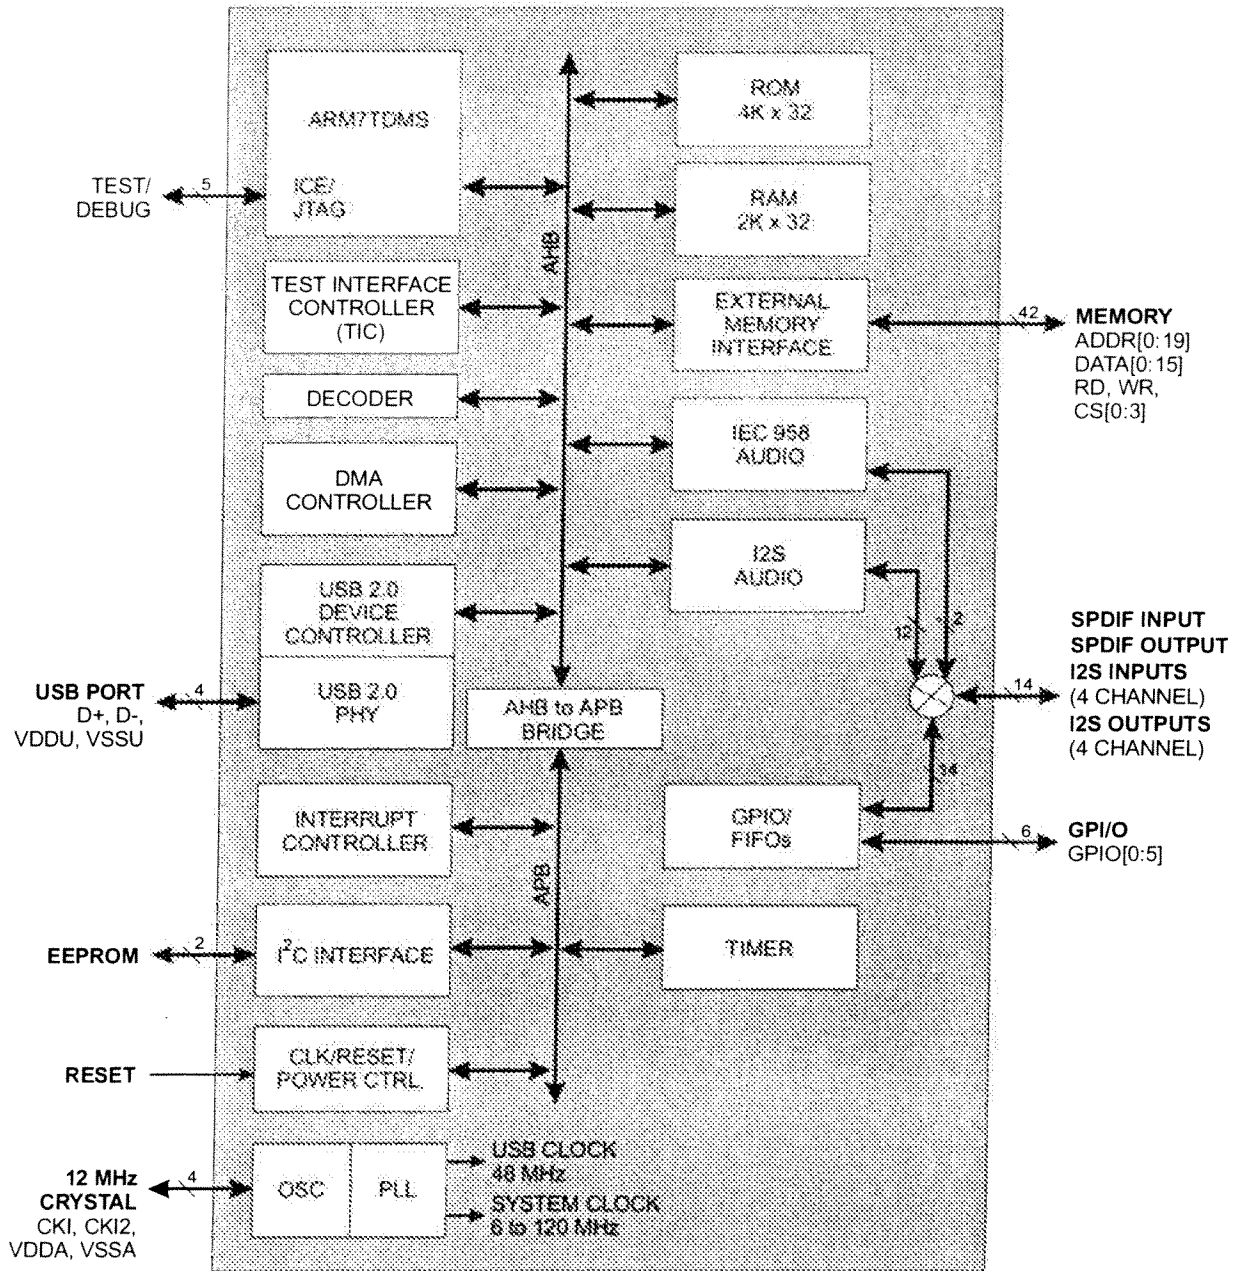 ARM7TDMS
ICE/
JTAG
TEST/
DEBUG
5
TEST INTERFACE
CONTROLLER
(TIC)
DECODER
DMA
CONTROLLER
USB 2.0
DEVICE
CONTROLLER
USB 2.0
PHY
USB PORT
D+, D-,
VDDU, VSSU
4
INTERRUPT
CONTROLLER
EEPROM
2
I²C INTERFACE
RESET
CLK/RESET/
POWER CTRL.
12 MHz
CRYSTAL
CKI, CKI2,
VDDA, VSSA
4
OSC
PLL
USB CLOCK
48 MHz
SYSTEM CLOCK
6 to 120 MHz
AHB
AHB to APB
BRIDGE
APB
ROM
4K x 32
RAM
2K x 32
EXTERNAL
MEMORY
INTERFACE
42
MEMORY
ADDR[0:19]
DATA[0:15]
RD, WR,
CS[0:3]
IEC 958
AUDIO
I2S
AUDIO
12
2
14
SPDIF INPUT
SPDIF OUTPUT
I2S INPUTS
(4 CHANNEL)
I2S OUTPUTS
(4 CHANNEL)
14
GPIO/
FIFOs
6
GPI/O
GPIO[0:5]
TIMER